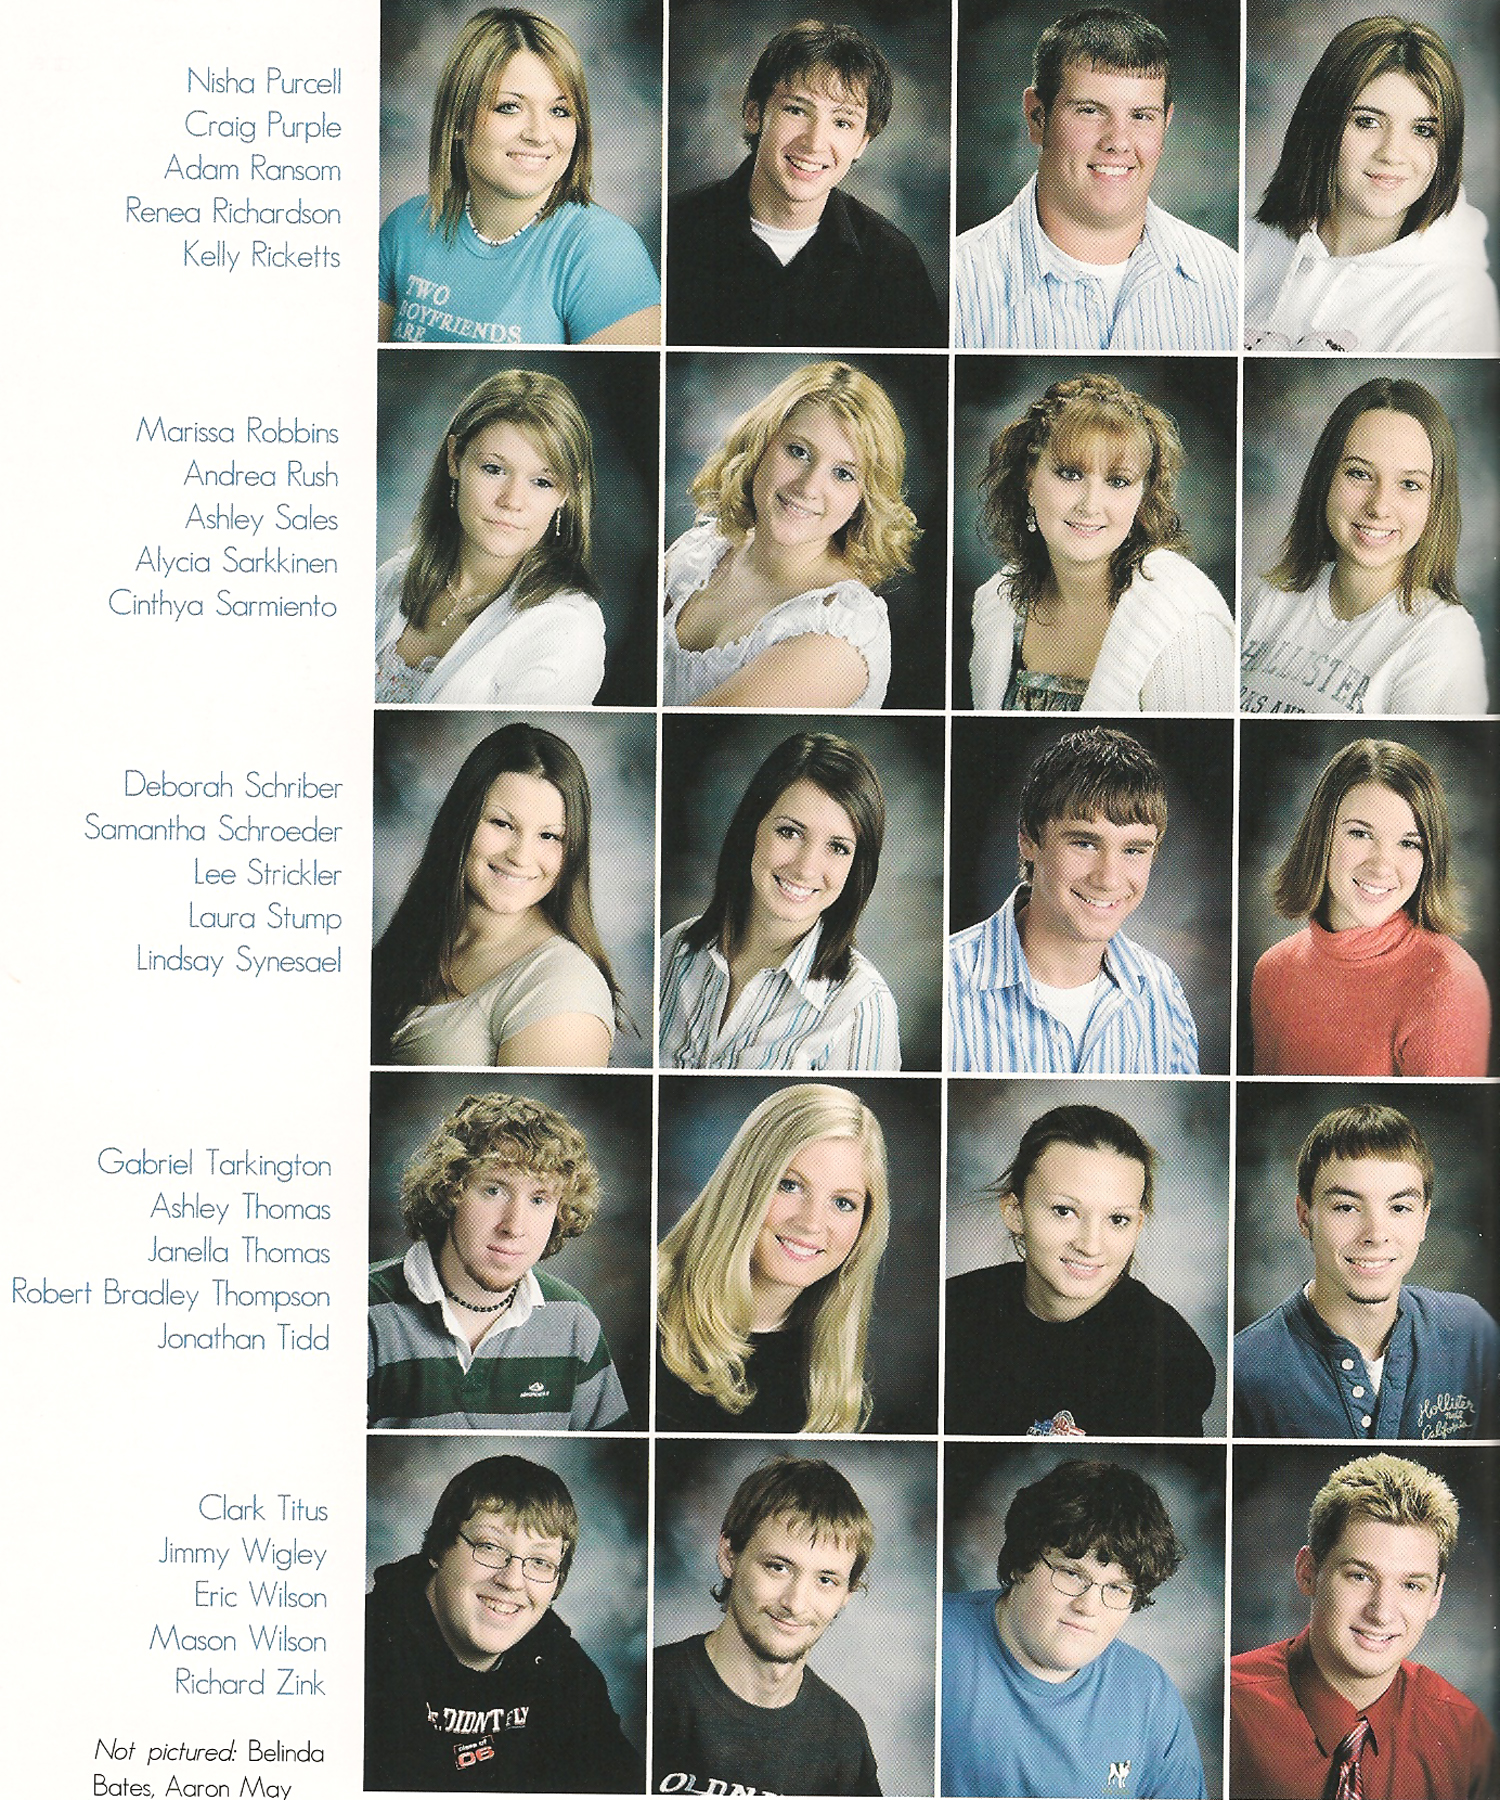 Nisha Purcell
Craig Purple
Adam Ransom
Renea Richardson
Kelly Ricketts
TWO
BOYFRIENDS
ARE
Marissa Robbins
Andrea Rush
Ashley Sales
Alycia Sarkkinen
Cinthya Sarmiento
HOLLISTER
Deborah Schriber
Samantha Schroeder
Lee Strickler
Laura Stump
Lindsay Synesael
Gabriel Tarkington
Ashley Thomas
Janella Thomas
Robert Bradley Thompson
Jonathan Tidd
Hollister
California
Clark Titus
Jimmy Wigley
Eric Wilson
Mason Wilson
Richard Zink
DIDN'T FLY
class of
06
OLD NA
Not pictured: Belinda
Bates, Aaron May